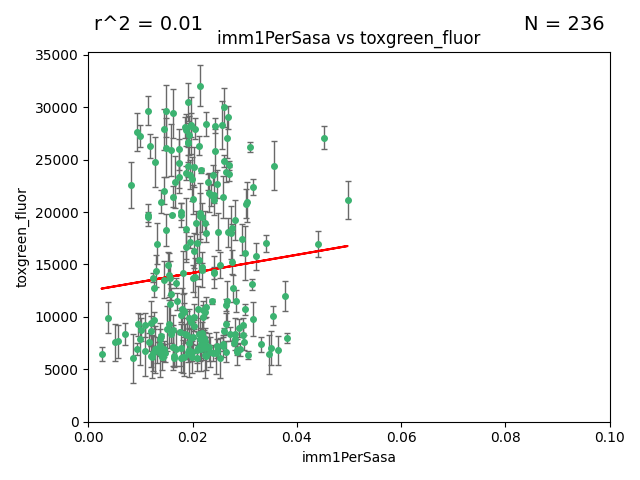 r^2 = 0.01
N = 236
imm1PerSasa vs toxgreen_fluor
35000
30000
25000
20000
15000
10000
5000
0
toxgreen_fluor
0.00 0.02 0.04 0.06 0.08 0.10
imm1PerSasa